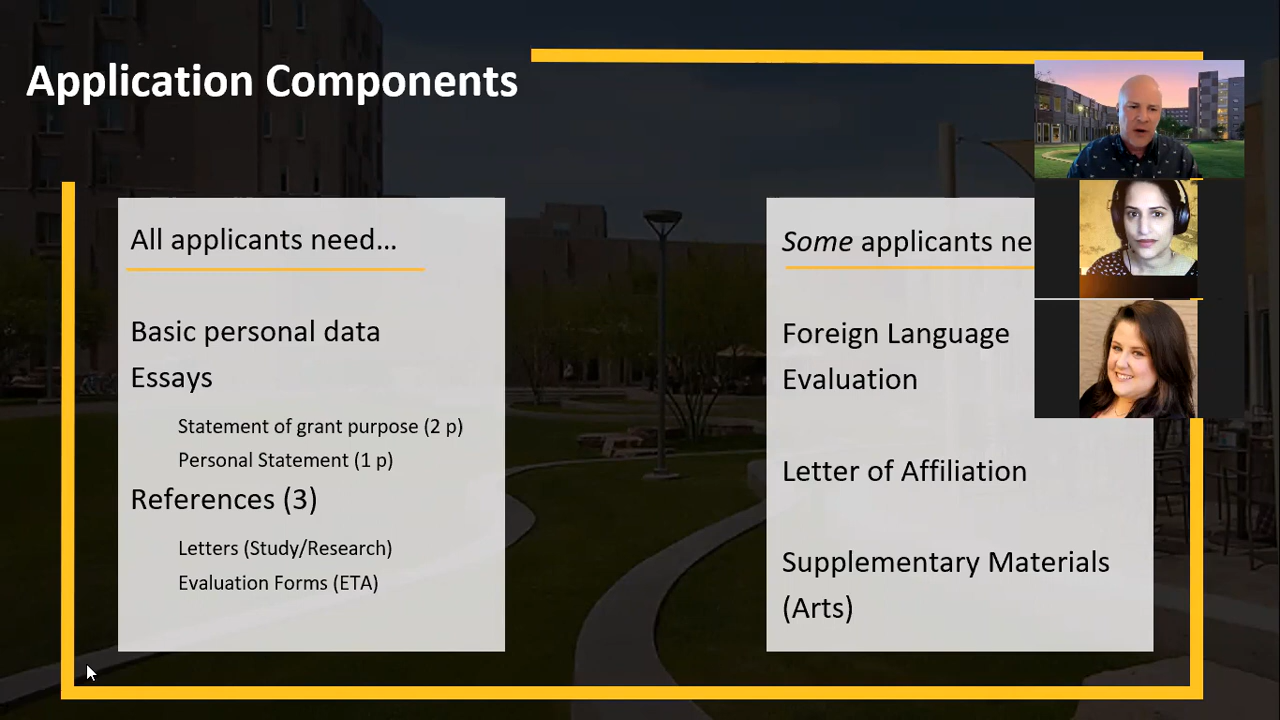 Application Components
All applicants need...
Basic personal data
Essays
Statement of grant purpose (2 p)
Personal Statement (1 p)
References (3)
Letters (Study/Research)
Evaluation Forms (ETA)
Some applicants ne
Foreign Language
Evaluation
Letter of Affiliation
Supplementary Materials
(Arts)